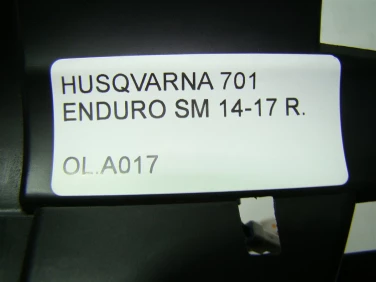 HUSQVARNA 701
ENDURO SM 14-17 R.
OL.A017